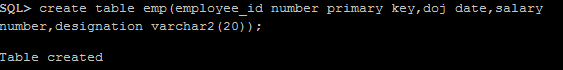 SQL> create table emp(employee_id number primary key,doj date,salary
number,designation varchar2(20));
Table created